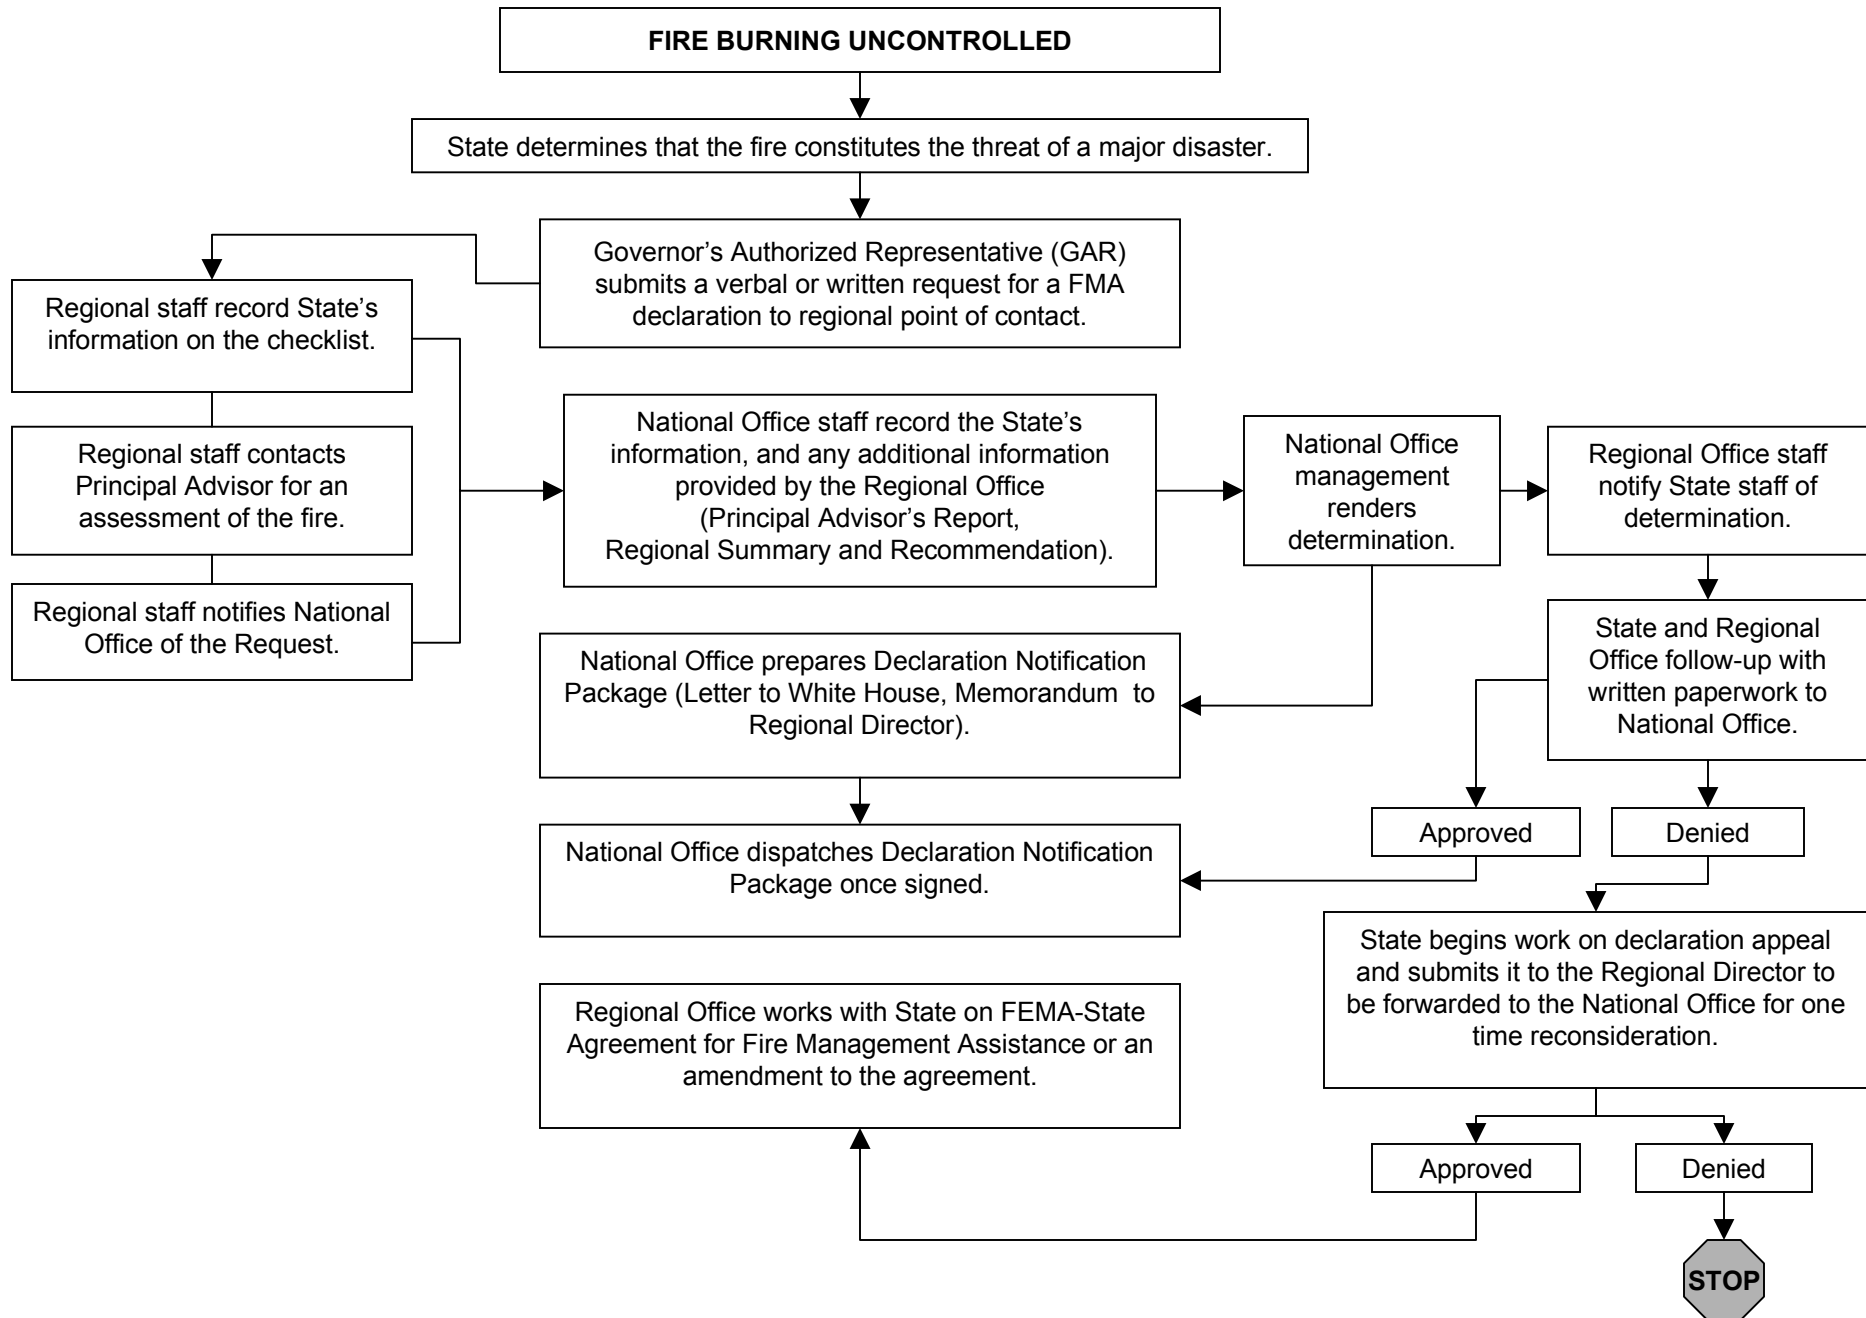 FIRE BURNING UNCONTROLLED
State determines that the fire constitutes the threat of a major disaster.
Governor’s Authorized Representative (GAR)
submits a verbal or written request for a FMA
declaration to regional point of contact.
Regional staff record State’s
information on the checklist.
Regional staff contacts
Principal Advisor for an
assessment of the fire.
Regional staff notifies National
Office of the Request.
National Office staff record the State’s
information, and any additional information
provided by the Regional Office
(Principal Advisor’s Report,
Regional Summary and Recommendation).
National Office
management
renders
determination.
Regional Office staff
notify State staff of
determination.
State and Regional
Office follow-up with
written paperwork to
National Office.
National Office prepares Declaration Notification
Package (Letter to White House, Memorandum  to
Regional Director).
Approved
Denied
National Office dispatches Declaration Notification
Package once signed.
State begins work on declaration appeal
and submits it to the Regional Director to
be forwarded to the National Office for one
time reconsideration.
Regional Office works with State on FEMA-State
Agreement for Fire Management Assistance or an
amendment to the agreement.
Approved
Denied
STOP